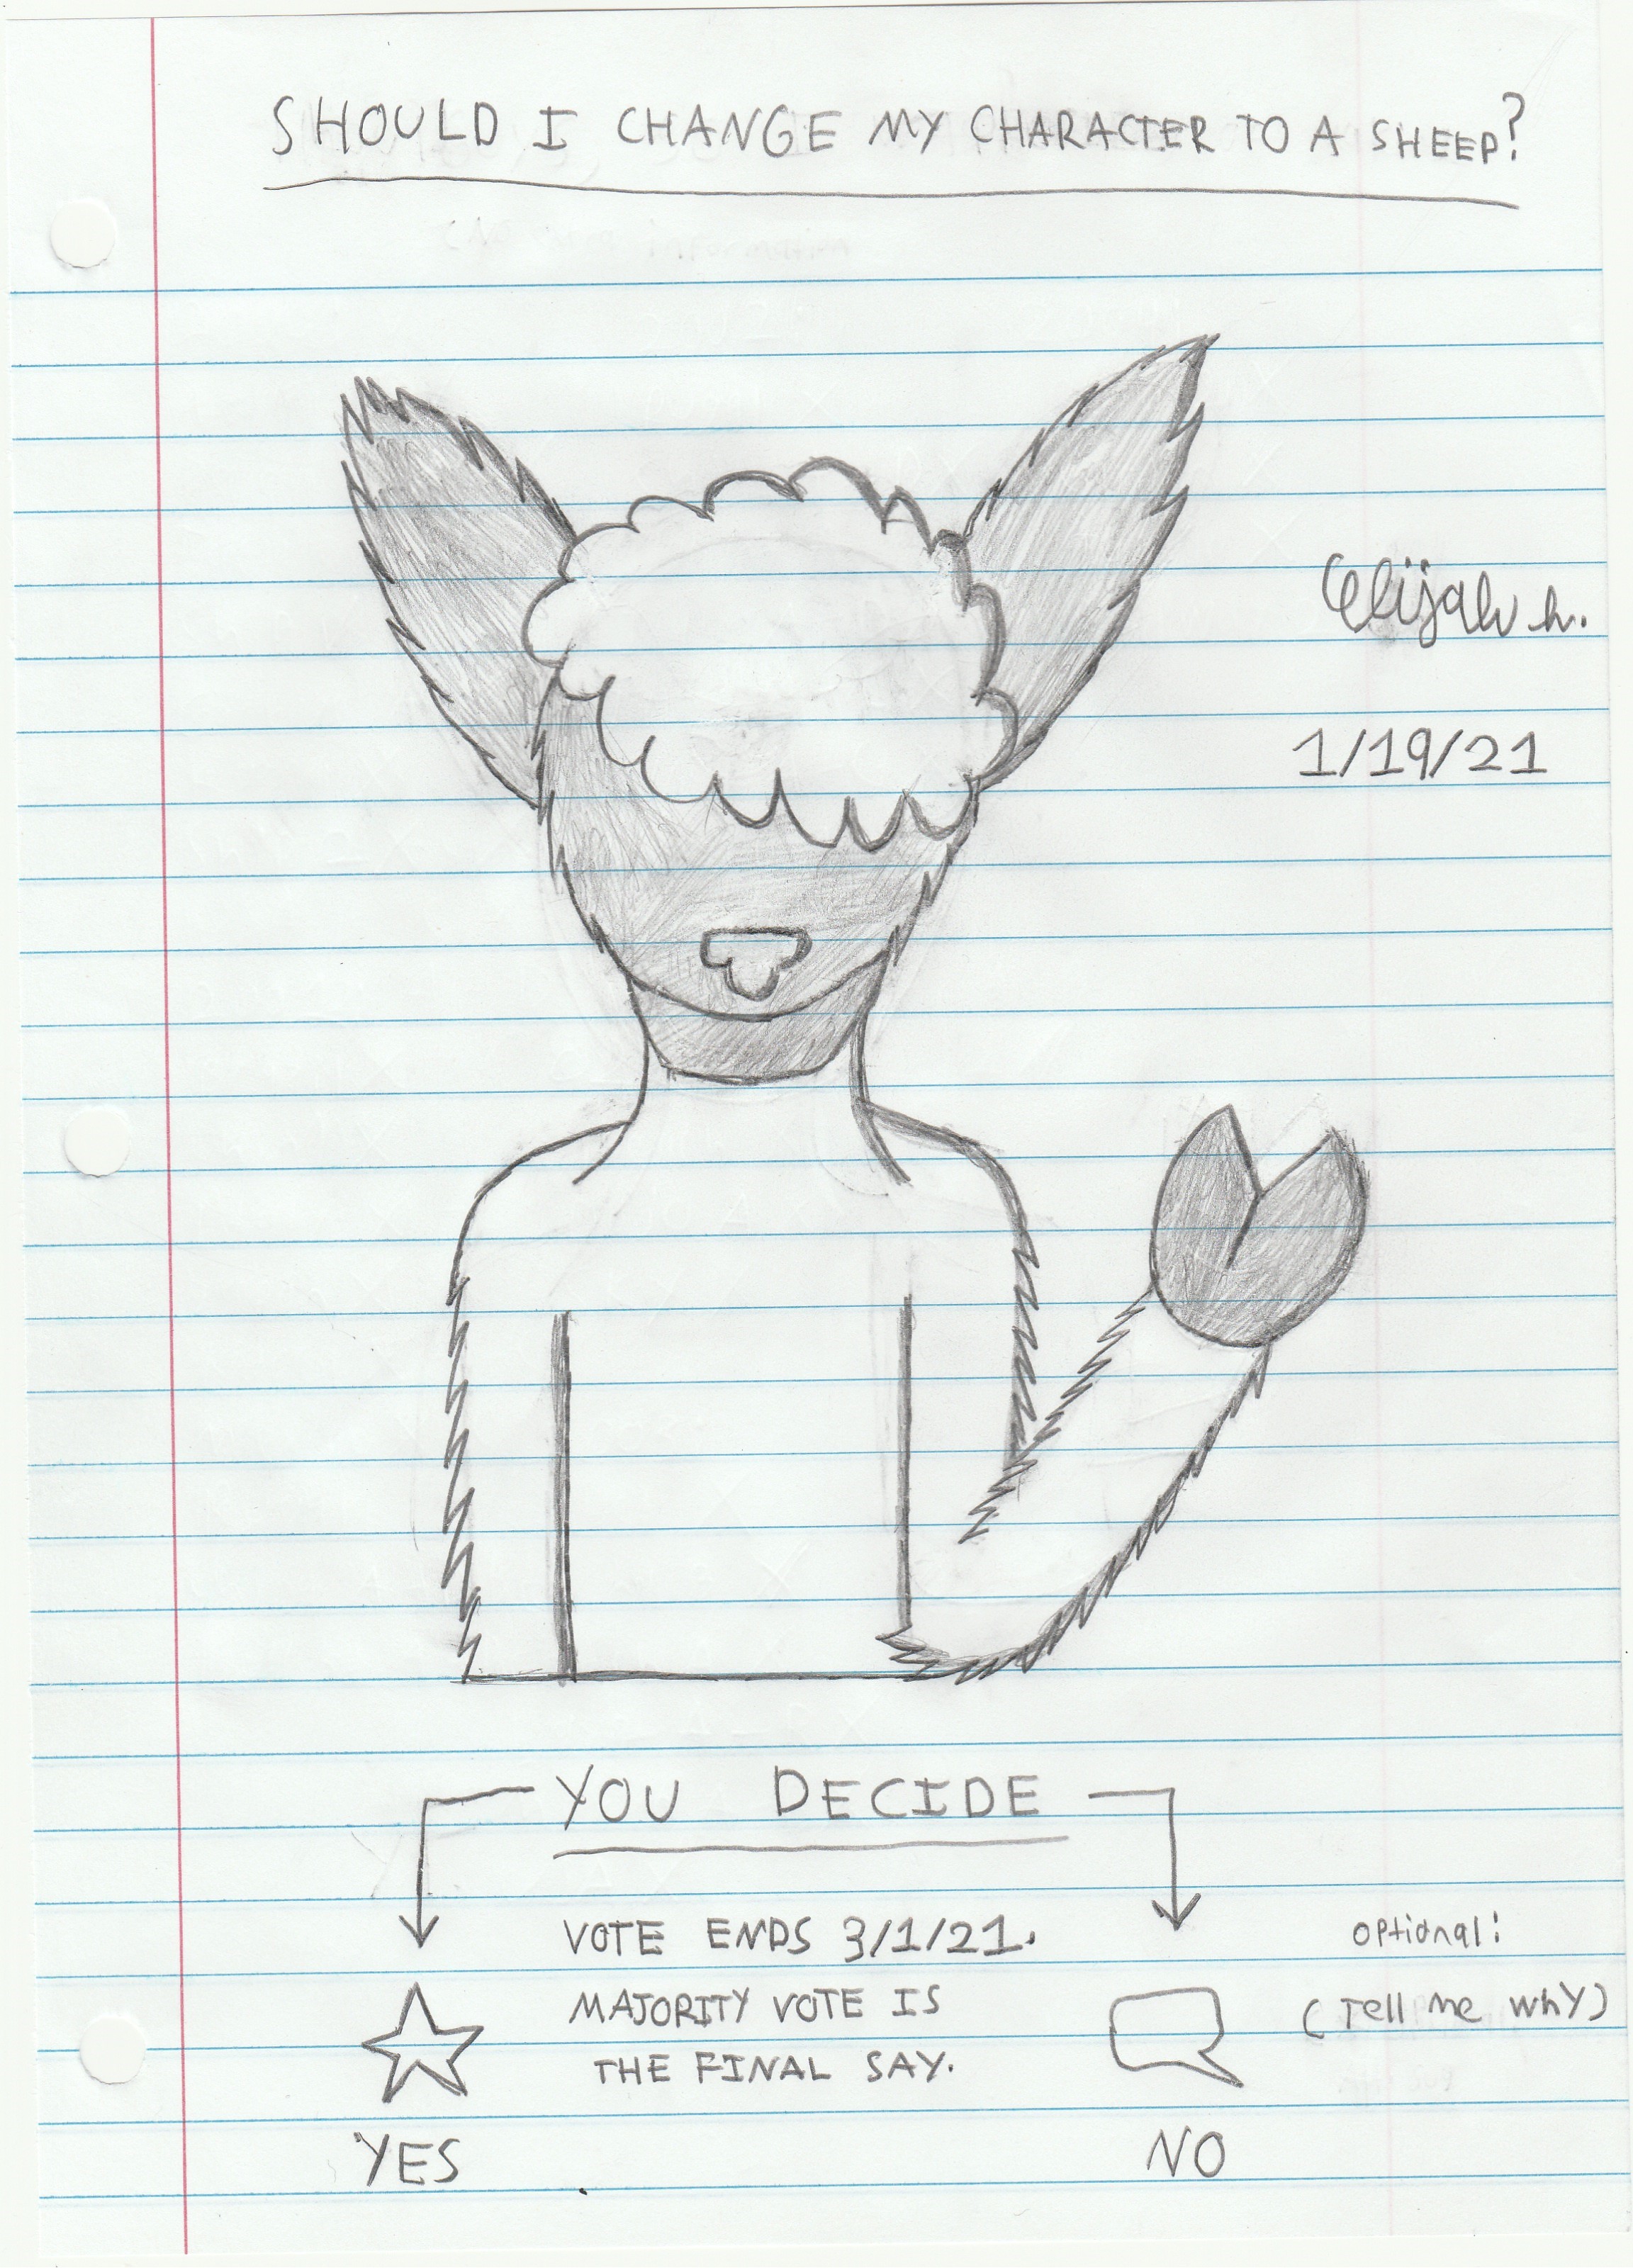 SHOULD I CHANGE MY CHARACTER TO A SHEEP?
Elijah h.
1/19/21
YOU DECIDE
VOTE ENDS 3/1/21.
MAJORITY VOTE IS
THE FINAL SAY.
optional:
(Tell me whY)
YES
NO